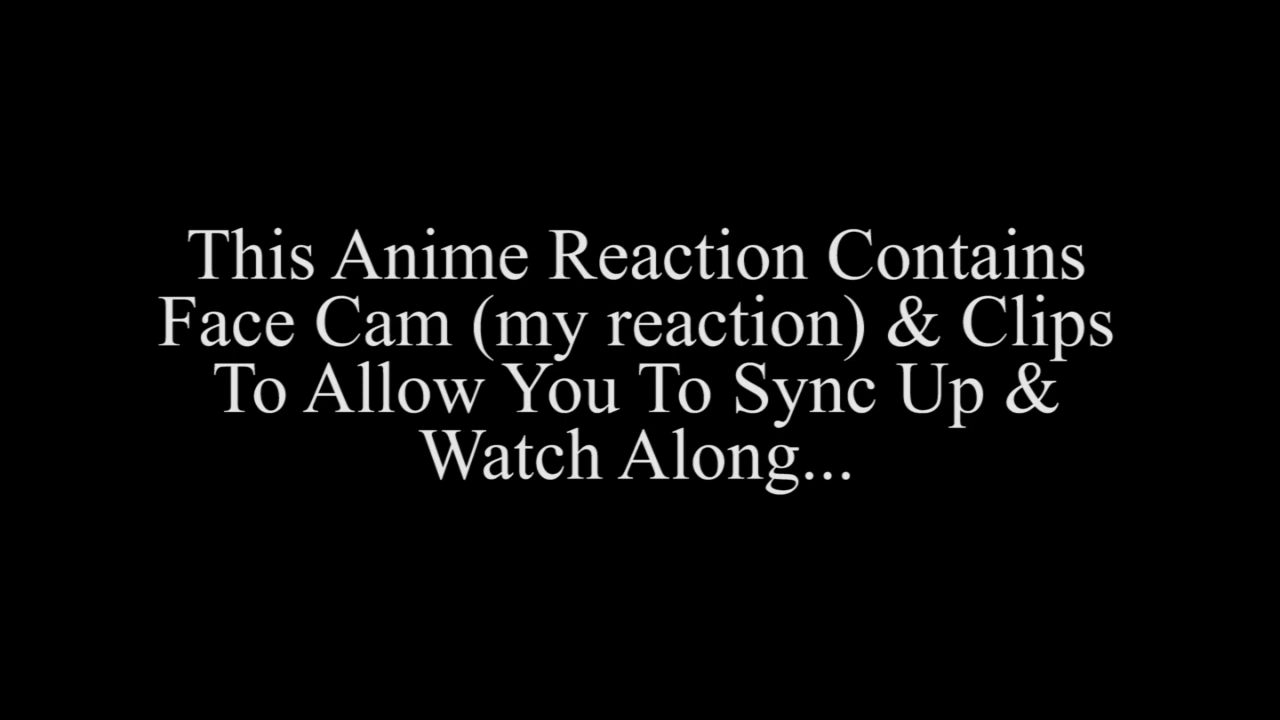 This Anime Reaction Contains
Face Cam (my reaction) & Clips
To Allow You To Sync Up &
Watch Along...